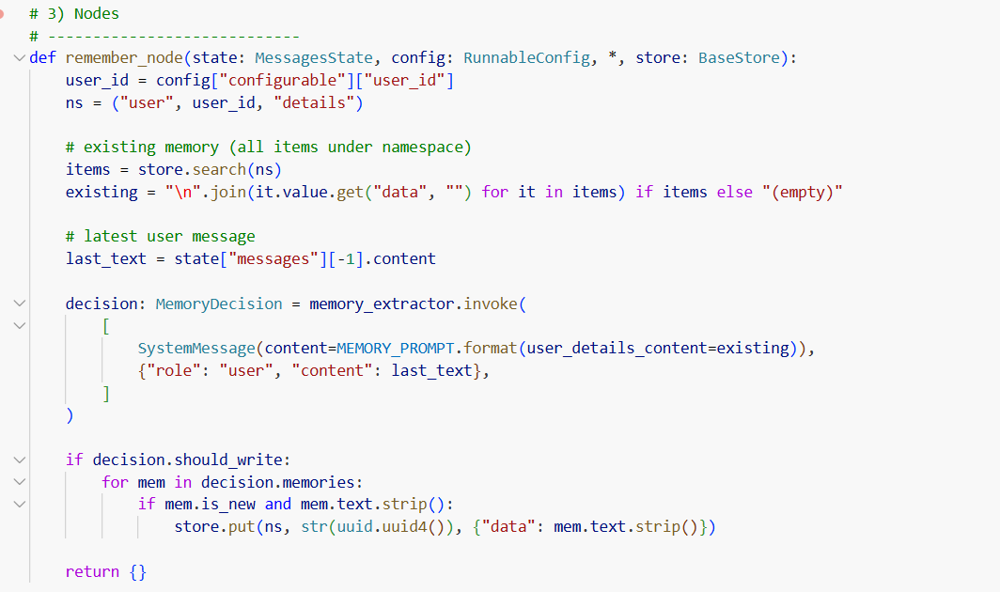 # 3) Nodes
# ----------------------------
def remember_node(state: MessagesState, config: RunnableConfig, *, store: BaseStore):
    user_id = config["configurable"]["user_id"]
    ns = ("user", user_id, "details")

    # existing memory (all items under namespace)
    items = store.search(ns)
    existing = "\n".join(it.value.get("data", "") for it in items) if items else "(empty)"

    # latest user message
    last_text = state["messages"][-1].content

    decision: MemoryDecision = memory_extractor.invoke(
        [
            SystemMessage(content=MEMORY_PROMPT.format(user_details_content=existing)),
            {"role": "user", "content": last_text},
        ]
    )

    if decision.should_write:
        for mem in decision.memories:
            if mem.is_new and mem.text.strip():
                store.put(ns, str(uuid.uuid4()), {"data": mem.text.strip()})

    return {}